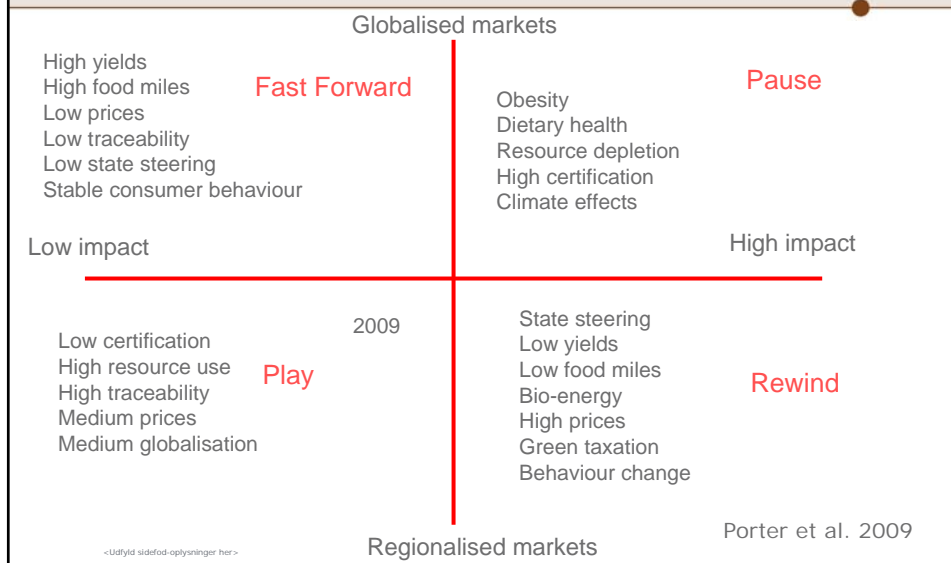 Globalised markets
High yields
High food miles
Low prices
Low traceability
Low state steering
Stable consumer behaviour
Fast Forward
Pause
Obesity
Dietary health
Resource depletion
High certification
Climate effects
Low impact
High impact
2009
Low certification
High resource use
High traceability
Medium prices
Medium globalisation
Play
State steering
Low yields
Low food miles
Bio-energy
High prices
Green taxation
Behaviour change
Rewind
Porter et al. 2009
<Udfyld sidefod-oplysninger her>
Regionalised markets